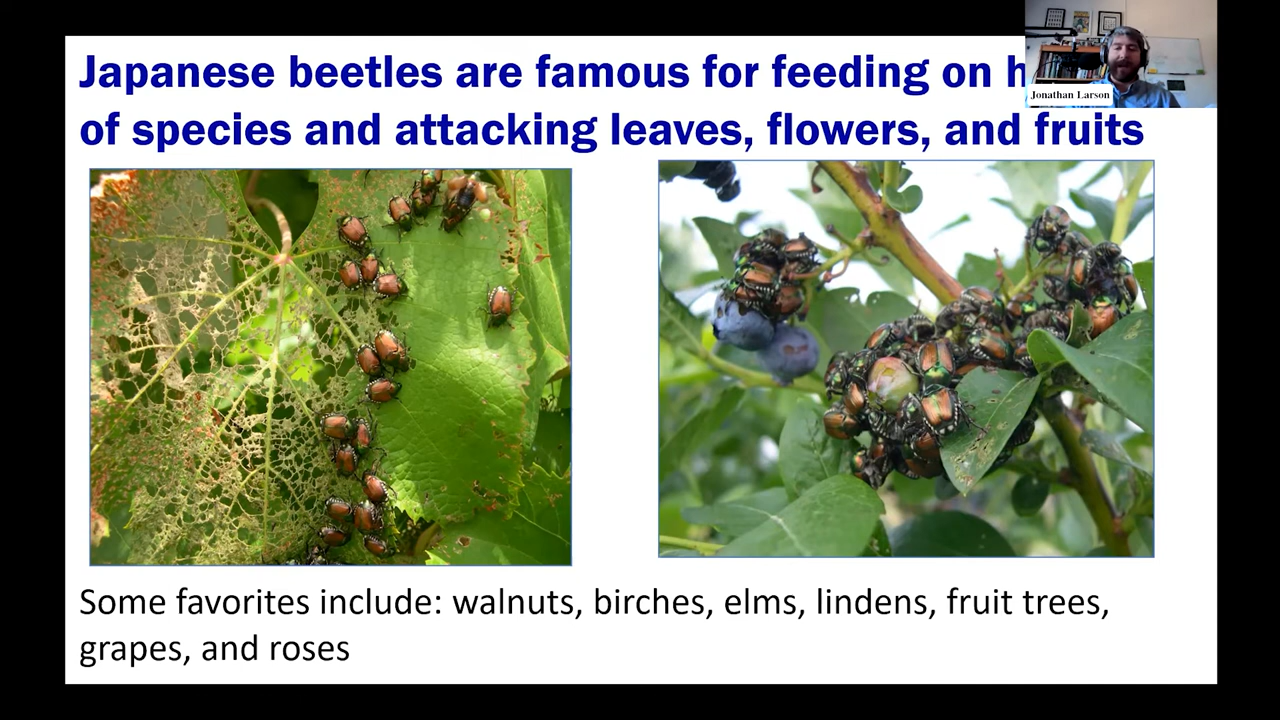 Japanese beetles are famous for feeding on h
of species and attacking leaves, flowers, and fruits
Jonathan Larson
Some favorites include: walnuts, birches, elms, lindens, fruit trees,
grapes, and roses